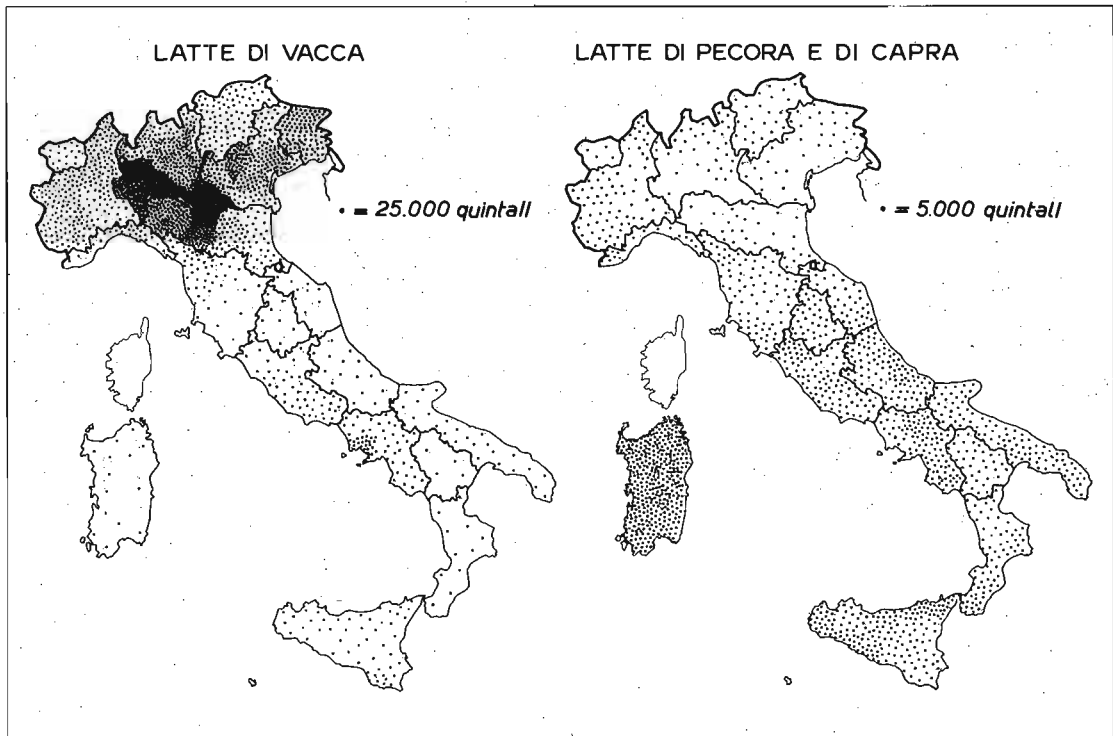 LATTE DI VACCA
LATTE DI PECORA E DI CAPRA
• = 25.000 quintali
• = 5.000 quintali